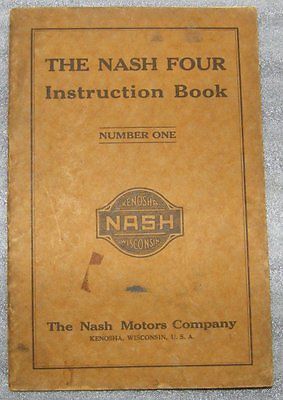 THE NASH FOUR
Instruction Book
NUMBER ONE
KENOSHA
NASH
WISCONSIN
The Nash Motors Company
KENOSHA, WISCONSIN, U. S. A.